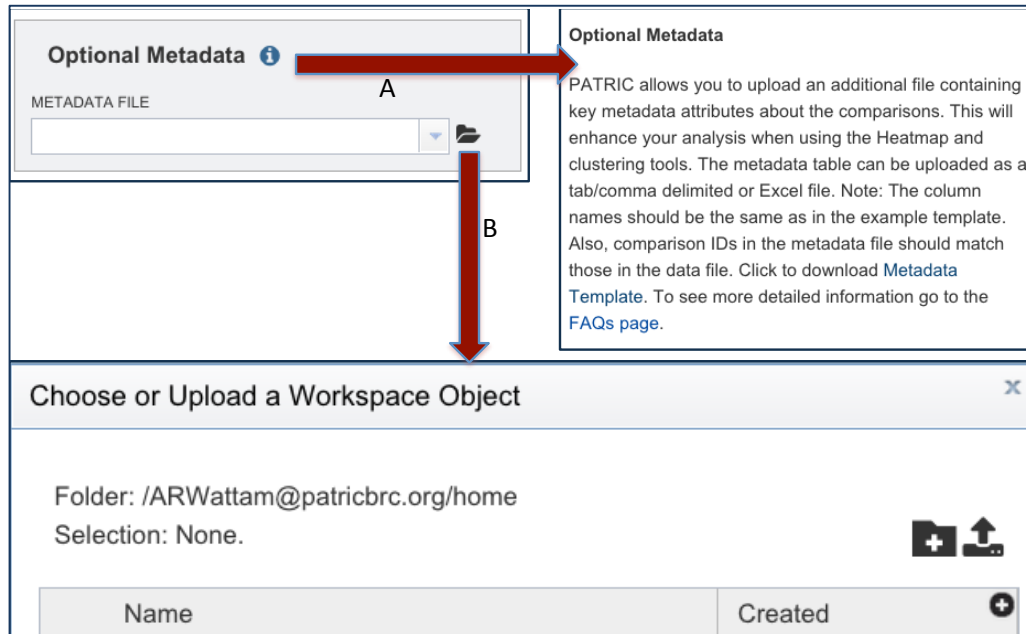 Optional Metadata
METADATA FILE
A
B
Optional Metadata
PATRIC allows you to upload an additional file containing
key metadata attributes about the comparisons. This will
enhance your analysis when using the Heatmap and
clustering tools. The metadata table can be uploaded as a
tab/comma delimited or Excel file. Note: The column
names should be the same as in the example template.
Also, comparison IDs in the metadata file should match
those in the data file. Click to download Metadata
Template. To see more detailed information go to the
FAQs page.
Choose or Upload a Workspace Object
Folder: /ARWattam@patricbrc.org/home
Selection: None.
Name Created